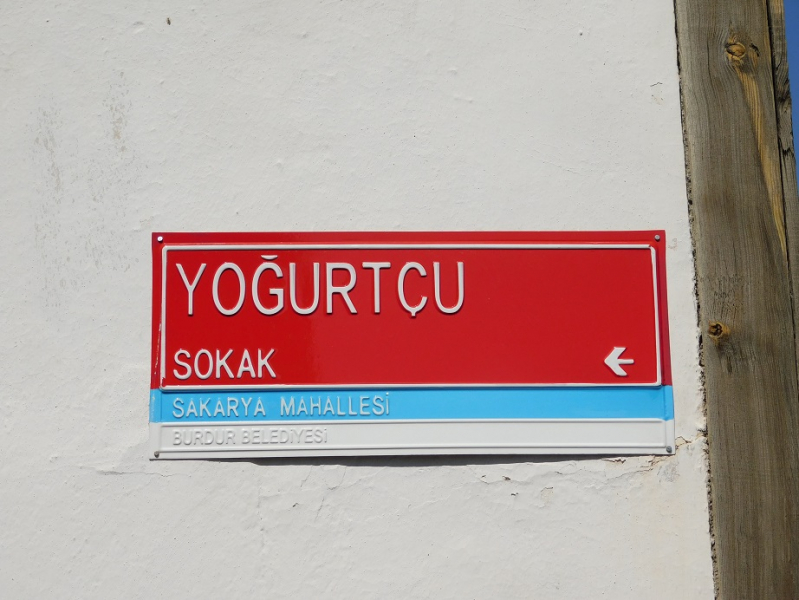 YOĞURTÇU
SOKAK
SAKARYA MAHALLESİ
BURDUR BELEDİYESİ